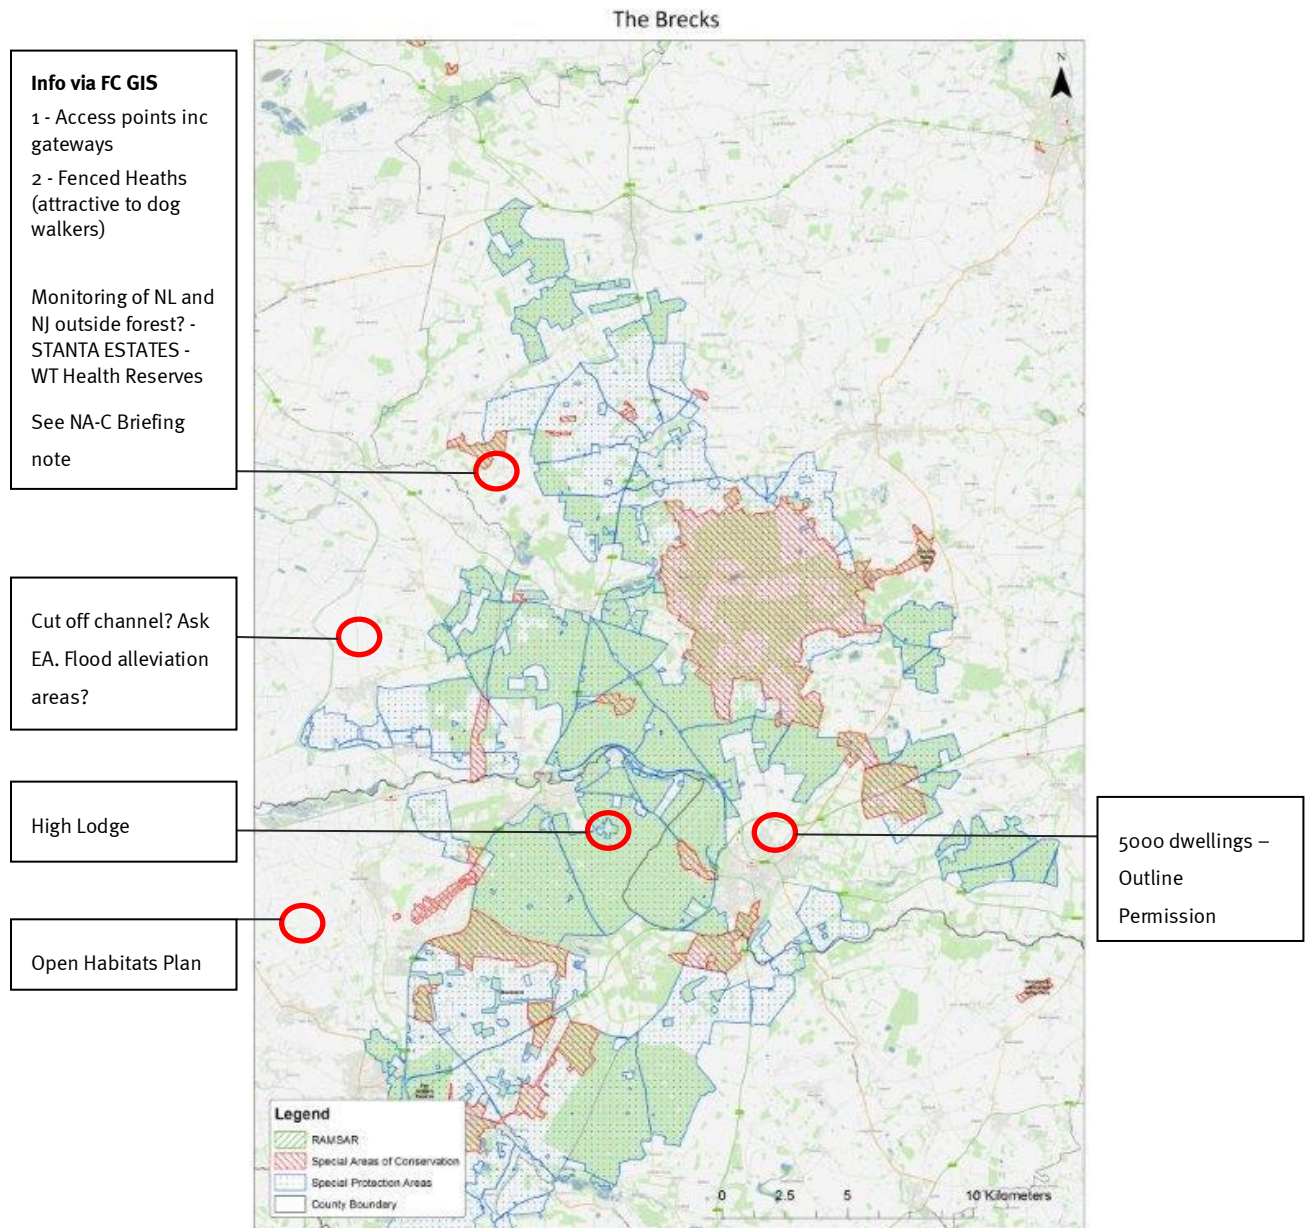 The Brecks
Info via FC GIS
1 - Access points inc
gateways
2 - Fenced Heaths
(attractive to dog
walkers)
Monitoring of NL and
NJ outside forest? -
STANTA ESTATES -
WT Health Reserves
See NA-C Briefing
note
Cut off channel? Ask
EA. Flood alleviation
areas?
High Lodge
Open Habitats Plan
5000 dwellings –
Outline
Permission
N
Legend
RAMSAR
Special Areas of Conservation
Special Protection Areas
County Boundary
0 2.5 5 10 Kilometers